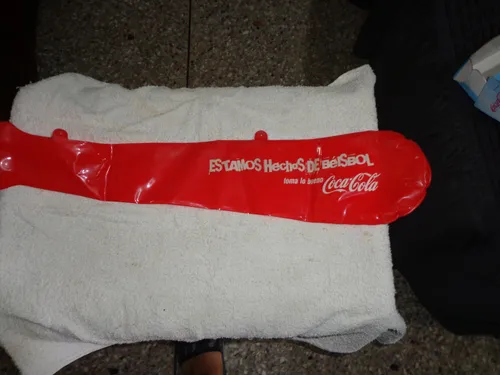 ESTAMOS HecHos DE BéISBOL
toma lo bueno Coca-Cola